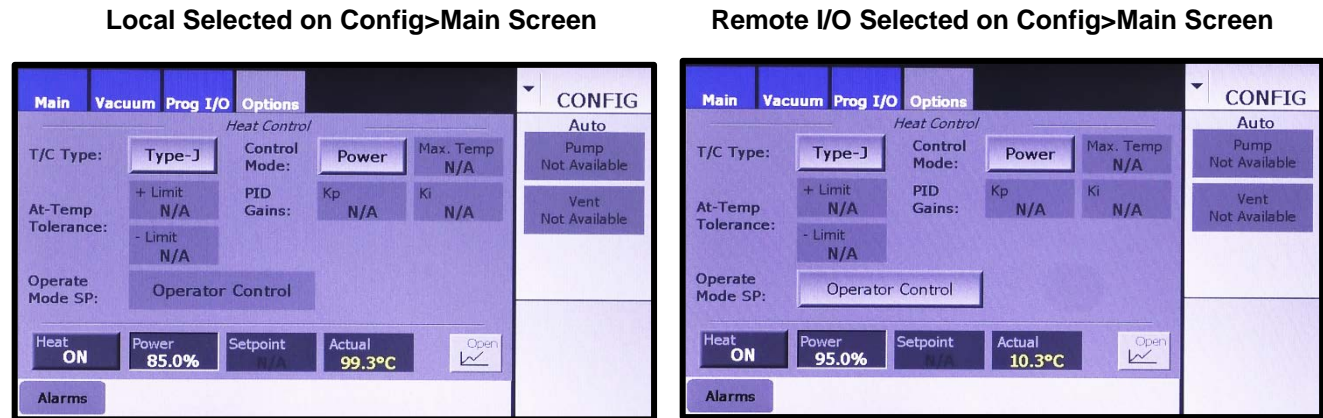 Local Selected on Config>Main Screen
Main Vacuum Prog I/O Options
CONFIG
Heat Control
Auto
T/C Type:
Type-J
Control
Mode:
Power
Max. Temp
N/A
Pump
Not Available
At-Temp
Tolerance:
+ Limit
N/A
PID
Gains:
Kp
N/A
Ki
N/A
Vent
Not Available
- Limit
N/A
Operate
Mode SP:
Operator Control
Heat
ON
Power
85.0%
Setpoint
N/A
Actual
99.3°C
Open
Alarms
Remote I/O Selected on Config>Main Screen
Main Vacuum Prog I/O Options
CONFIG
Heat Control
Auto
T/C Type:
Type-J
Control
Mode:
Power
Max. Temp
N/A
Pump
Not Available
At-Temp
Tolerance:
+ Limit
N/A
PID
Gains:
Kp
N/A
Ki
N/A
Vent
Not Available
- Limit
N/A
Operate
Mode SP:
Operator Control
Heat
ON
Power
95.0%
Setpoint
N/A
Actual
10.3°C
Open
Alarms